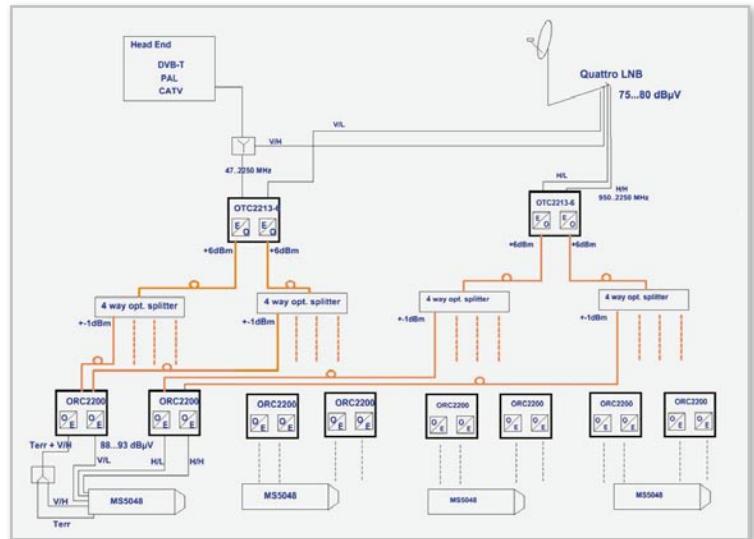 Head End
DVB-T
PAL
CATV
Quattro LNB
75...80 dBµV
V/L
V/H
47..2250 MHz
H/L
H/H
950..2250 MHz
OTC2213-6
E/O
E/O
OTC2213-6
E/O
E/O
+6dBm
+6dBm
+6dBm
+6dBm
4 way opt. splitter
4 way opt. splitter
4 way opt. splitter
4 way opt. splitter
+-1dBm
+-1dBm
+-1dBm
+-1dBm
ORC2200
O/E
O/E
ORC2200
O/E
O/E
ORC2200
O/E
O/E
ORC2200
O/E
O/E
ORC2200
O/E
O/E
ORC2200
O/E
O/E
ORC2200
O/E
O/E
ORC2200
O/E
O/E
Terr + V/H
88...93 dBµV
V/L
H/L
H/H
V/H
MS5048
MS5048
MS5048
MS5048
Terr